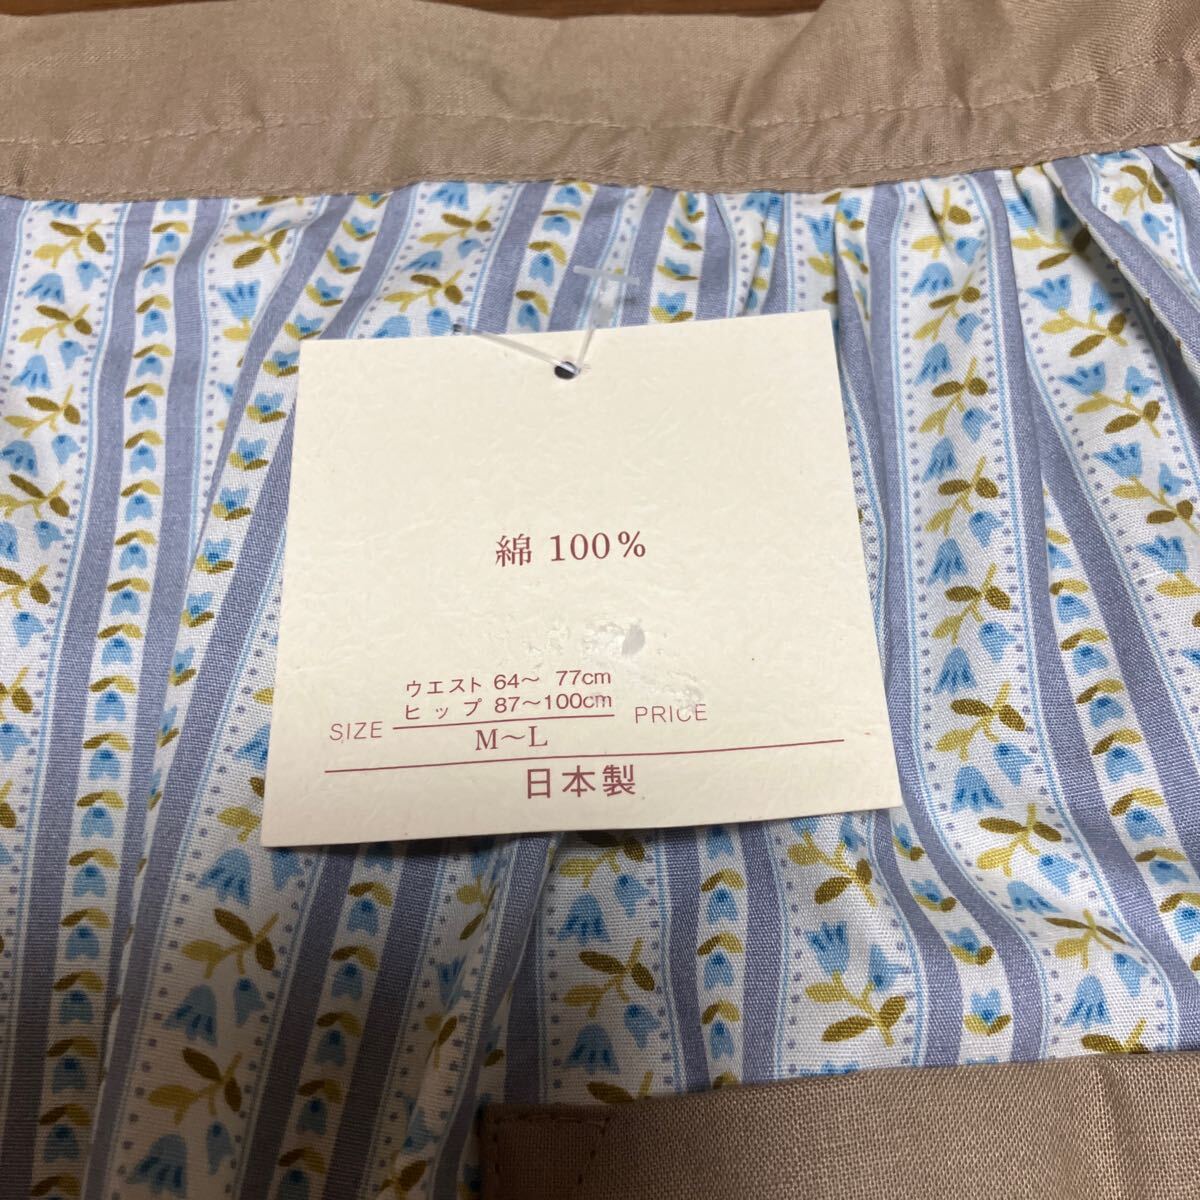 綿 100%
ウエスト 64～ 77cm
ヒップ 87～100cm
SIZE
M～L
PRICE
日本製